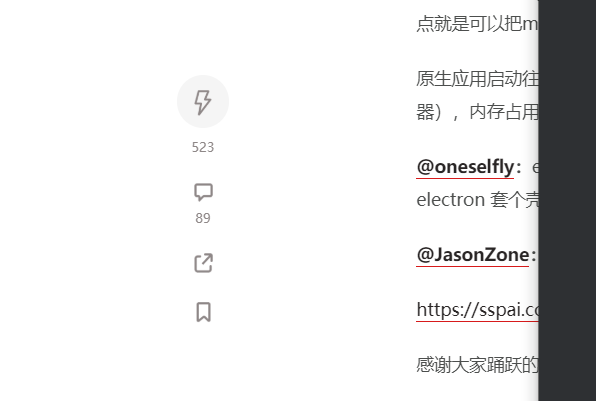 523
89
点就是可以把m
原生应用启动往
器），内存占用
@oneselfly：e
electron 套个壳
@JasonZone：
https://sspai.co
感谢大家踊跃的